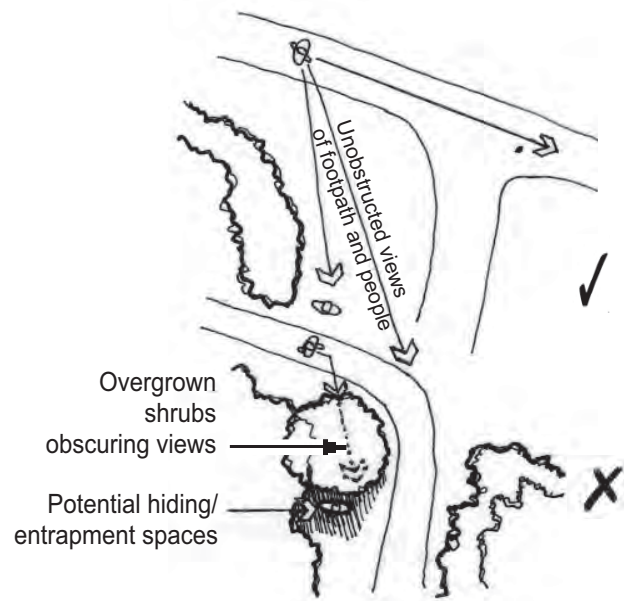 Unobstructed views
of footpath and people
Overgrown
shrubs
obscuring views
Potential hiding/
entrapment spaces